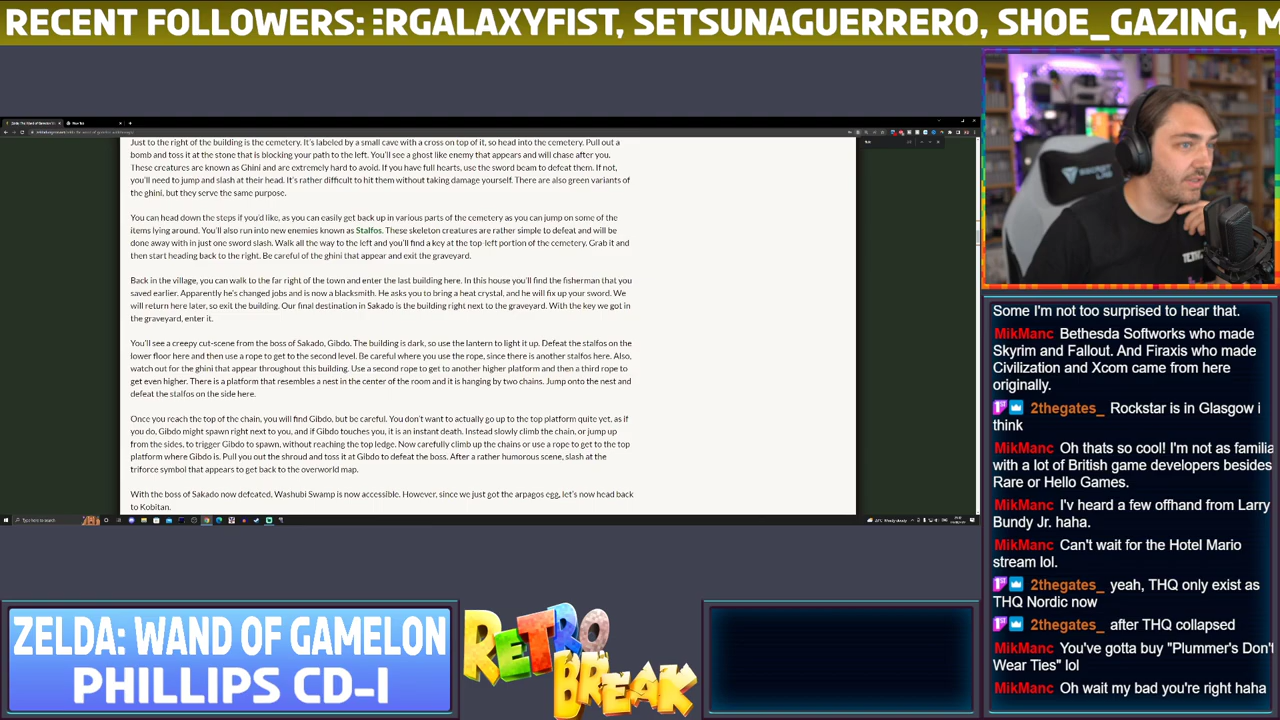 RECENT FOLLOWERS: ERGALAXYFIST, SETSUNAGUERRERO, SHOE_GAZING, M
Just to the right of the building is the cemetery. It's labeled by a small cave with a cross on top of it, so head into the cemetery. Pull out a
bomb and toss it at the stone that is blocking your path to the left. You'll see a ghost like enemy that appears and will chase after you.
These creatures are known as Ghini and are extremely hard to avoid. If you have full hearts, use the sword beam to defeat them. If not,
you'll need to jump and slash at their head. It's rather difficult to hit them without taking damage yourself. There are also green variants of
the ghini, but they serve the same purpose.
You can head down the steps if you'd like, as you can easily get back up in various parts of the cemetery as you can jump on some of the
items lying around. You'll also run into new enemies known as Stalfos. These skeleton creatures are rather simple to defeat and will be
done away with in just one sword slash. Walk all the way to the left and you'll find a key at the top-left portion of the cemetery. Grab it and
then start heading back to the right. Be careful of the ghini that appear and exit the graveyard.
Back in the village, you can walk to the far right of the town and enter the last building here. In this house you'll find the fisherman that you
saved earlier. Apparently he's changed jobs and is now a blacksmith. He asks you to bring a heat crystal, and he will fix up your sword. We
will return here later, so exit the building. Our final destination in Sakado is the building right next to the graveyard. With the key we got in
the graveyard, enter it.
You'll see a creepy cut-scene from the boss of Sakado, Gibdo. The building is dark, so use the lantern to light it up. Defeat the stalfos on the
lower floor here and then use a rope to get to the second level. Be careful where you use the rope, since there is another stalfos here. Also,
watch out for the ghini that appear throughout this building. Use a second rope to get to another higher platform and then a third rope to
get even higher. There is a platform that resembles a nest in the center of the room and it is hanging by two chains. Jump onto the nest and
defeat the stalfos on the side here.
Once you reach the top of the chain, you will find Gibdo, but be careful. You don't want to actually go up to the top platform quite yet, as if
you do, Gibdo might spawn right next to you, and if Gibdo touches you, it is an instant death. Instead slowly climb the chain, or jump up
from the sides, to trigger Gibdo to spawn, without reaching the top ledge. Now carefully climb up the chains or use a rope to get to the top
platform where Gibdo is. Pull you out the shroud and toss it at Gibdo to defeat the boss. After a rather humorous scene, slash at the
triforce symbol that appears to get back to the overworld map.
With the boss of Sakado now defeated, Washubi Swamp is now accessible. However, since we just got the arpagos egg, let's now head back
to Kobitan.
Type here to search
SECRETLAB
Some I'm not too surprised to hear that.
MikManc Bethesda Softworks who made
Skyrim and Fallout. And Firaxis who made
Civilization and Xcom came from here
originally.
1ST 2thegates_ Rockstar is in Glasgow i
think
MikManc Oh thats so cool! I'm not as familia
with a lot of British game developers besides
Rare or Hello Games.
MikManc I'v heard a few offhand from Larry
Bundy Jr. haha.
MikManc Can't wait for the Hotel Mario
stream lol.
1ST 2thegates_ yeah, THQ only exist as
THQ Nordic now
1ST 2thegates_ after THQ collapsed
MikManc You've gotta buy "Plummer's Don't
Wear Ties" lol
MikManc Oh wait my bad you're right haha
ZELDA: WAND OF GAMELON
PHILLIPS CD-I
RETRO
BREAK